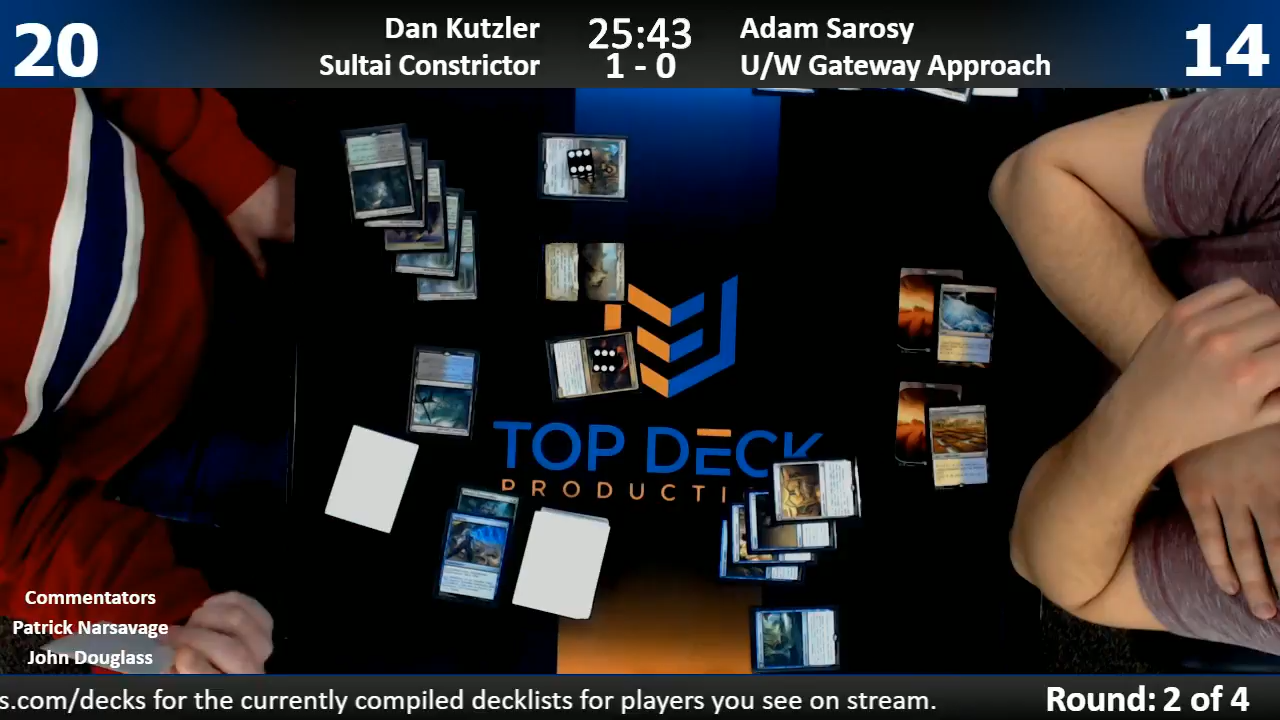 20
Dan Kutzler
Sultai Constrictor
25:43
1 - 0
Adam Sarosy
U/W Gateway Approach
14
TOP DECK
PRODUCTI
Commentators
Patrick Narsavage
John Douglass
s.com/decks for the currently compiled decklists for players you see on stream.
Round: 2 of 4